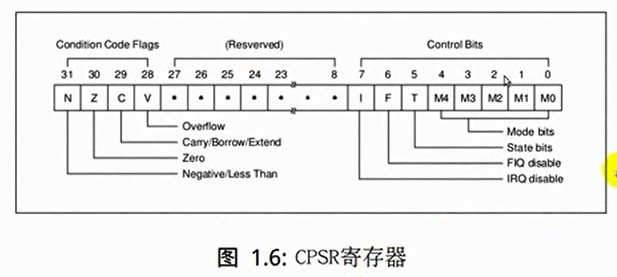 Condition Code Flags (Resverved) Control Bits
31 30 29 28 27 26 25 24 23 8 7 6 5 4 3 2 1 0
N Z C V • • • • • • • I F T M4 M3 M2 M1 M0
Overflow Mode bits
Carry/Borrow/Extend State bits
Zero FIQ disable
Negative/Less Than IRQ disable
图 1.6: CPSR寄存器